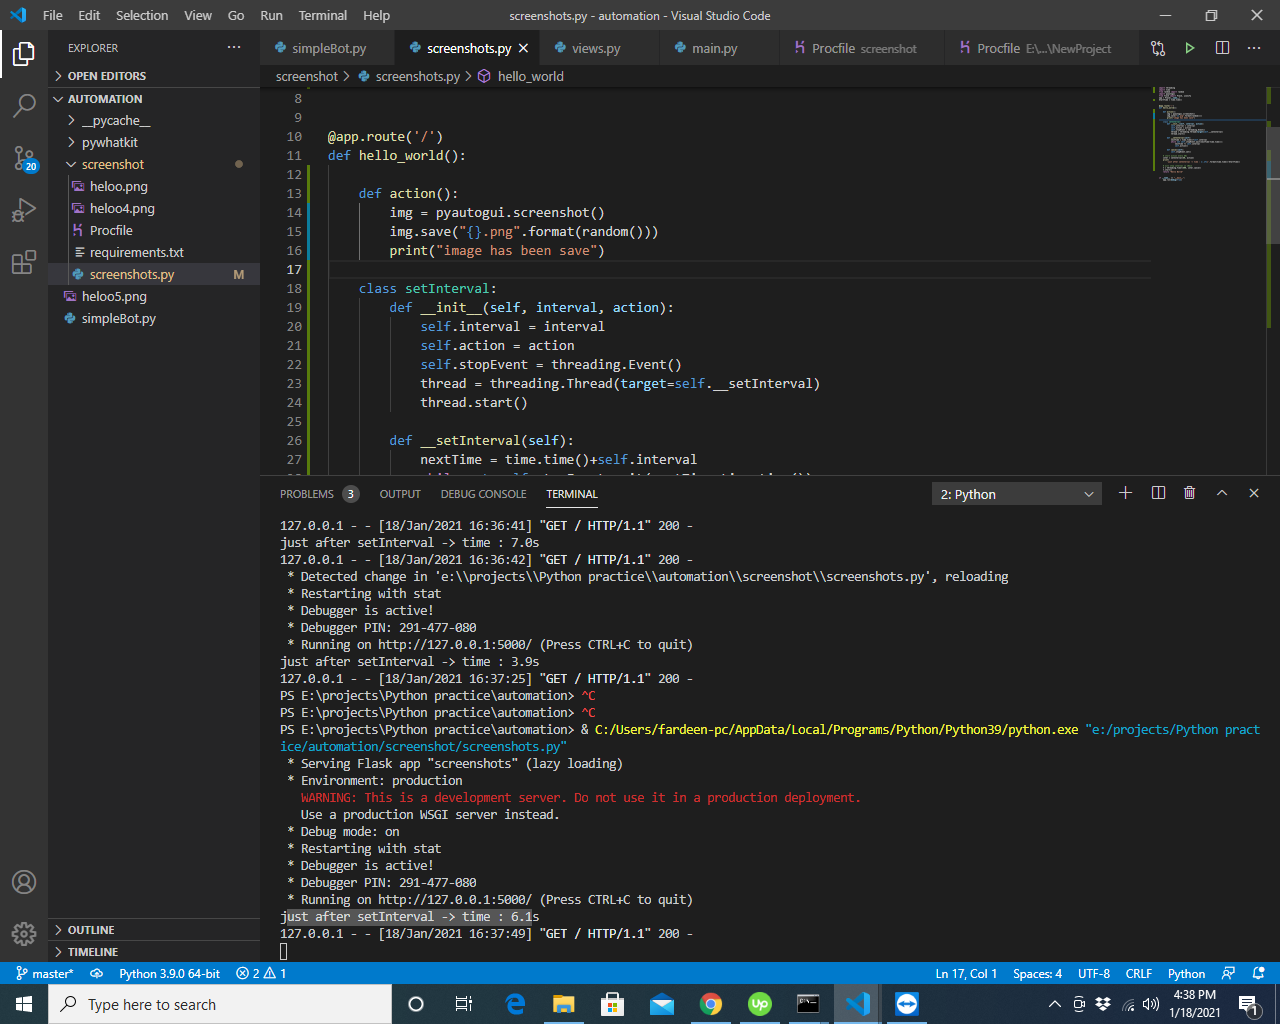 File Edit Selection View Go Run Terminal Help screenshots.py - automation - Visual Studio Code
EXPLORER
simpleBot.py screenshots.py views.py main.py Procfile screenshot Procfile E:\...\NewProject
screenshot screenshots.py hello_world
OPEN EDITORS
AUTOMATION
__pycache__
pywhatkit
screenshot
heloo.png
heloo4.png
Procfile
requirements.txt
screenshots.py M
heloo5.png
simpleBot.py
20
OUTLINE
TIMELINE
8
9
10 @app.route('/')
11 def hello_world():
12
13 def action():
14 img = pyautogui.screenshot()
15 img.save("{}.png".format(random()))
16 print("image has been save")
17
18 class setInterval:
19 def __init__(self, interval, action):
20 self.interval = interval
21 self.action = action
22 self.stopEvent = threading.Event()
23 thread = threading.Thread(target=self.__setInterval)
24 thread.start()
25
26 def __setInterval(self):
27 nextTime = time.time()+self.interval
PROBLEMS 3 OUTPUT DEBUG CONSOLE TERMINAL 2: Python
127.0.0.1 - - [18/Jan/2021 16:36:41] "GET / HTTP/1.1" 200 -
just after setInterval -> time : 7.0s
127.0.0.1 - - [18/Jan/2021 16:36:42] "GET / HTTP/1.1" 200 -
* Detected change in 'e:\\projects\\Python practice\\automation\\screenshot\\screenshots.py', reloading
* Restarting with stat
* Debugger is active!
* Debugger PIN: 291-477-080
* Running on http://127.0.0.1:5000/ (Press CTRL+C to quit)
just after setInterval -> time : 3.9s
127.0.0.1 - - [18/Jan/2021 16:37:25] "GET / HTTP/1.1" 200 -
PS E:\projects\Python practice\automation> ^C
PS E:\projects\Python practice\automation> ^C
PS E:\projects\Python practice\automation> & C:/Users/fardeen-pc/AppData/Local/Programs/Python/Python39/python.exe "e:/projects/Python pract
ice/automation/screenshot/screenshots.py"
* Serving Flask app "screenshots" (lazy loading)
* Environment: production
WARNING: This is a development server. Do not use it in a production deployment.
Use a production WSGI server instead.
* Debug mode: on
* Restarting with stat
* Debugger is active!
* Debugger PIN: 291-477-080
* Running on http://127.0.0.1:5000/ (Press CTRL+C to quit)
just after setInterval -> time : 6.1s
127.0.0.1 - - [18/Jan/2021 16:37:49] "GET / HTTP/1.1" 200 -
master* Python 3.9.0 64-bit 2 1 Ln 17, Col 1 Spaces: 4 UTF-8 CRLF Python
Type here to search
Up
4:38 PM
1/18/2021
1